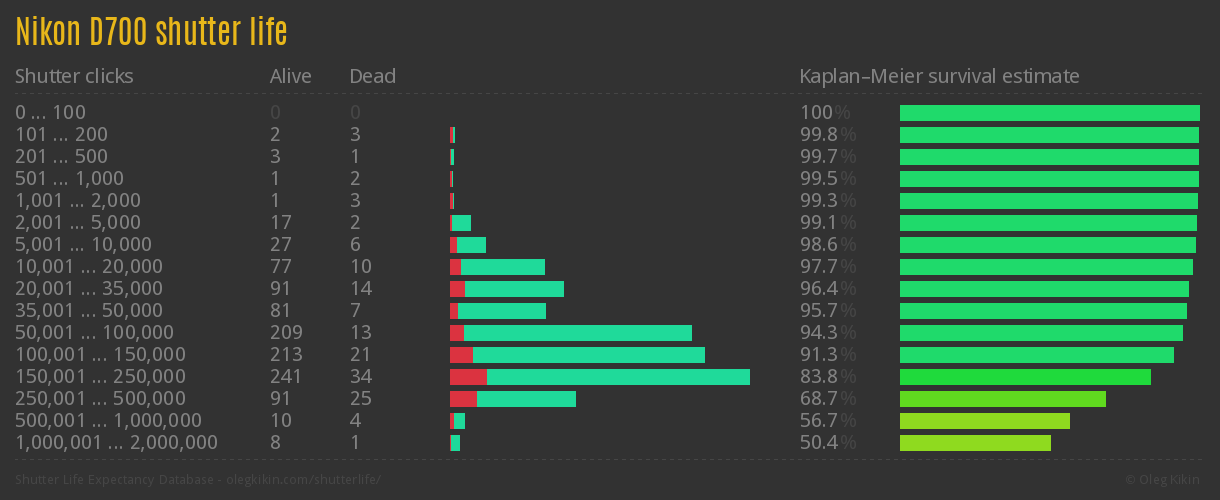 Nikon D700 shutter life
Shutter clicks Alive Dead Kaplan–Meier survival estimate
0 ... 100 0 0 100%
101 ... 200 2 3 99.8%
201 ... 500 3 1 99.7%
501 ... 1,000 1 2 99.5%
1,001 ... 2,000 1 3 99.3%
2,001 ... 5,000 17 2 99.1%
5,001 ... 10,000 27 6 98.6%
10,001 ... 20,000 77 10 97.7%
20,001 ... 35,000 91 14 96.4%
35,001 ... 50,000 81 7 95.7%
50,001 ... 100,000 209 13 94.3%
100,001 ... 150,000 213 21 91.3%
150,001 ... 250,000 241 34 83.8%
250,001 ... 500,000 91 25 68.7%
500,001 ... 1,000,000 10 4 56.7%
1,000,001 ... 2,000,000 8 1 50.4%
Shutter Life Expectancy Database - olegkikin.com/shutterlife/ © Oleg Kikin